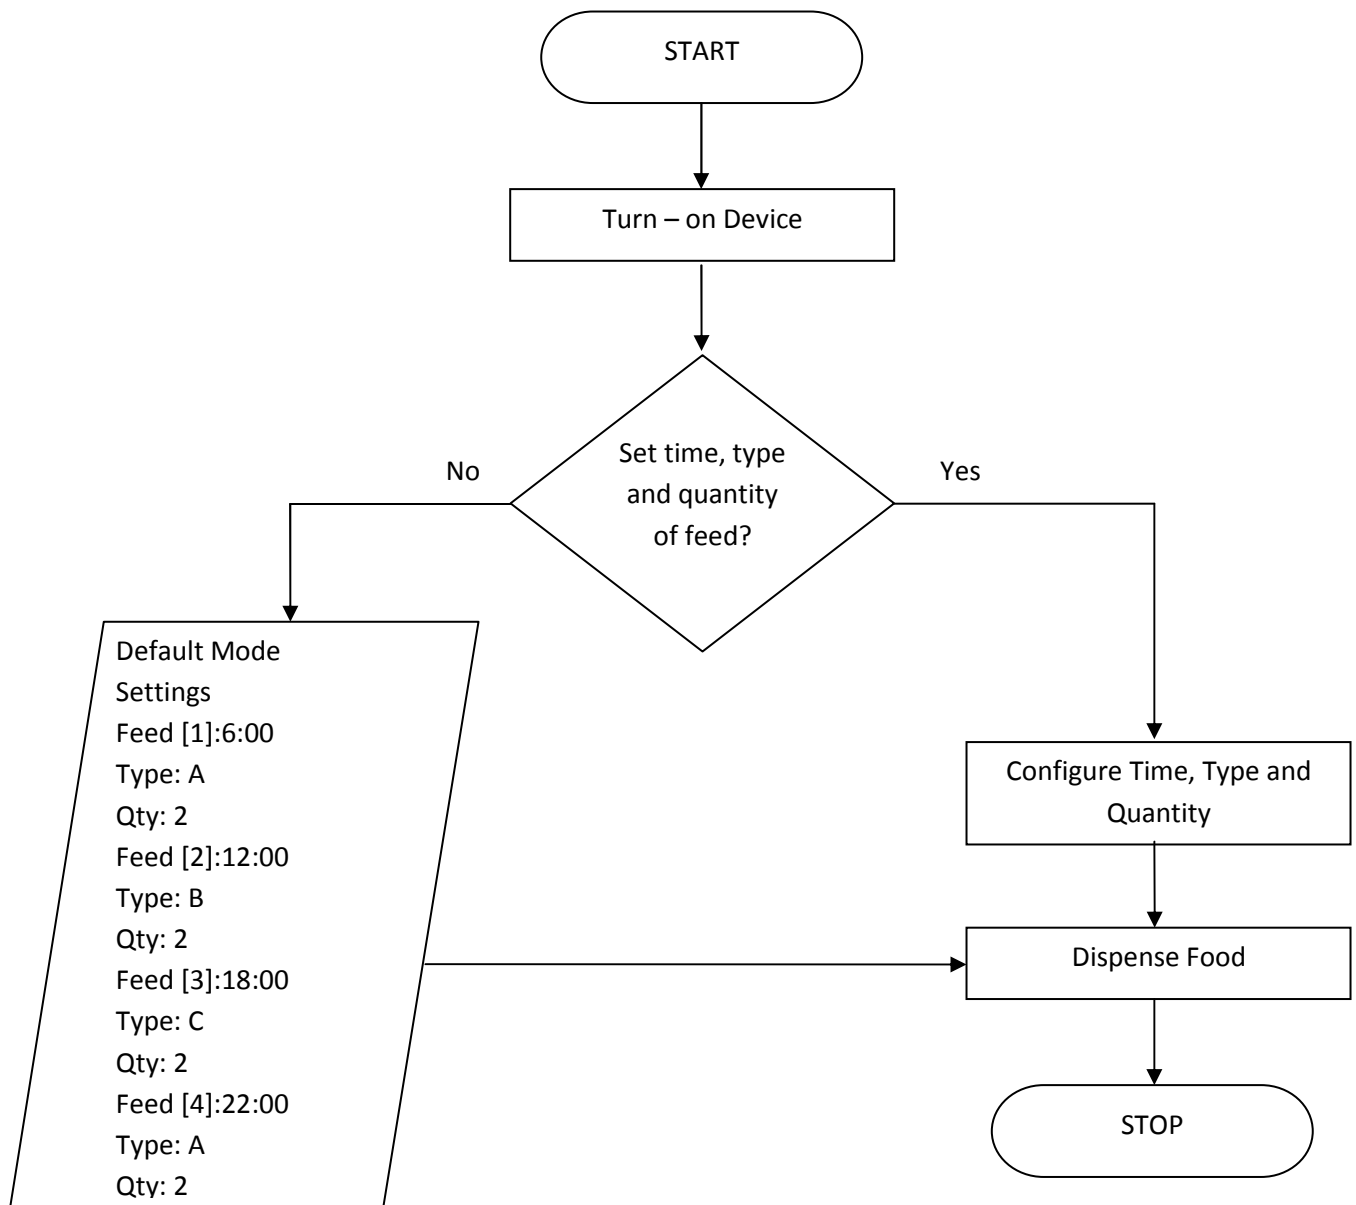 START
Turn – on Device
Set time, type
and quantity
of feed?
No
Yes
Default Mode
Settings
Feed [1]:6:00
Type: A
Qty: 2
Feed [2]:12:00
Type: B
Qty: 2
Feed [3]:18:00
Type: C
Qty: 2
Feed [4]:22:00
Type: A
Qty: 2
Configure Time, Type and
Quantity
Dispense Food
STOP